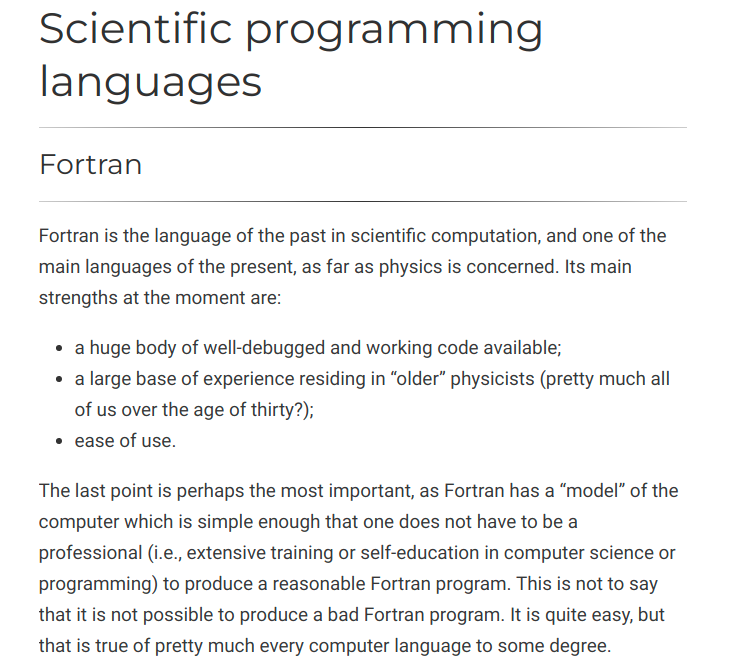 Scientific programming
languages
Fortran
Fortran is the language of the past in scientific computation, and one of the
main languages of the present, as far as physics is concerned. Its main
strengths at the moment are:
• a huge body of well-debugged and working code available;
• a large base of experience residing in “older” physicists (pretty much all
of us over the age of thirty?);
• ease of use.
The last point is perhaps the most important, as Fortran has a “model” of the
computer which is simple enough that one does not have to be a
professional (i.e., extensive training or self-education in computer science or
programming) to produce a reasonable Fortran program. This is not to say
that it is not possible to produce a bad Fortran program. It is quite easy, but
that is true of pretty much every computer language to some degree.